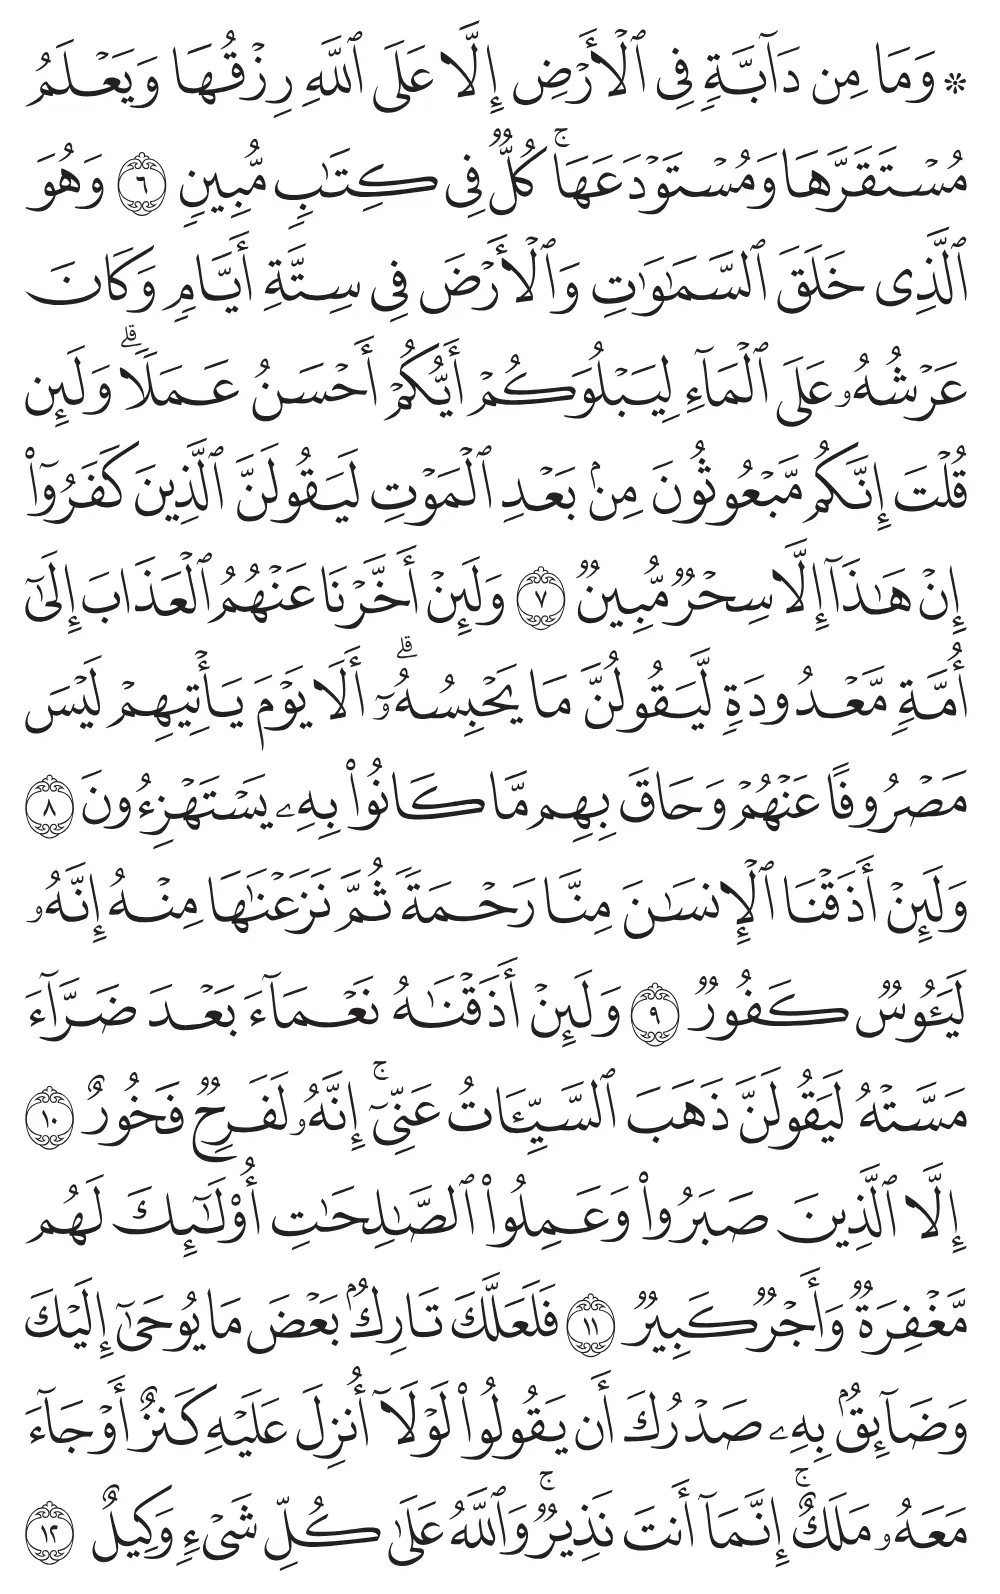 ۞ وَمَا مِن دَآبَّةٍ فِى ٱلْأَرْضِ إِلَّا عَلَى ٱللَّهِ رِزْقُهَا وَيَعْلَمُ
مُسْتَقَرَّهَا وَمُسْتَوْدَعَهَا ۚ كُلٌّ فِى كِتَٰبٍ مُّبِينٍ ٦ وَهُوَ
ٱلَّذِى خَلَقَ ٱلسَّمَٰوَٰتِ وَٱلْأَرْضَ فِى سِتَّةِ أَيَّامٍ وَكَانَ
عَرْشُهُۥ عَلَى ٱلْمَآءِ لِيَبْلُوَكُمْ أَيُّكُمْ أَحْسَنُ عَمَلًا ۗ وَلَئِن
قُلْتَ إِنَّكُم مَّبْعُوثُونَ مِنۢ بَعْدِ ٱلْمَوْتِ لَيَقُولَنَّ ٱلَّذِينَ كَفَرُوٓا۟
إِنْ هَٰذَآ إِلَّا سِحْرٌ مُّبِينٌ ٧ وَلَئِنْ أَخَّرْنَا عَنْهُمُ ٱلْعَذَابَ إِلَىٰٓ
أُمَّةٍ مَّعْدُودَةٍ لَّيَقُولُنَّ مَا يَحْبِسُهُۥٓ ۗ أَلَا يَوْمَ يَأْتِيهِمْ لَيْسَ
مَصْرُوفًا عَنْهُمْ وَحَاقَ بِهِم مَّا كَانُوا۟ بِهِۦ يَسْتَهْزِءُونَ ٨
وَلَئِنْ أَذَقْنَا ٱلْإِنسَٰنَ مِنَّا رَحْمَةً ثُمَّ نَزَعْنَٰهَا مِنْهُ إِنَّهُۥ
لَيَـُٔوسٌ كَفُورٌ ٩ وَلَئِنْ أَذَقْنَٰهُ نَعْمَآءَ بَعْدَ ضَرَّآءَ
مَسَّتْهُ لَيَقُولَنَّ ذَهَبَ ٱلسَّيِّـَٔاتُ عَنِّىٓ ۚ إِنَّهُۥ لَفَرِحٌ فَخُورٌ ١٠
إِلَّا ٱلَّذِينَ صَبَرُوا۟ وَعَمِلُوا۟ ٱلصَّٰلِحَٰتِ أُو۟لَٰٓئِكَ لَهُم
مَّغْفِرَةٌ وَأَجْرٌ كَبِيرٌ ١١ فَلَعَلَّكَ تَارِكٌۢ بَعْضَ مَا يُوحَىٰٓ إِلَيْكَ
وَضَآئِقٌۢ بِهِۦ صَدْرُكَ أَن يَقُولُوا۟ لَوْلَآ أُنزِلَ عَلَيْهِ كَنزٌ أَوْ جَآءَ
مَعَهُۥ مَلَكٌ ۚ إِنَّمَآ أَنتَ نَذِيرٌ ۚ وَٱللَّهُ عَلَىٰ كُلِّ شَىْءٍ وَكِيلٌ ١٢